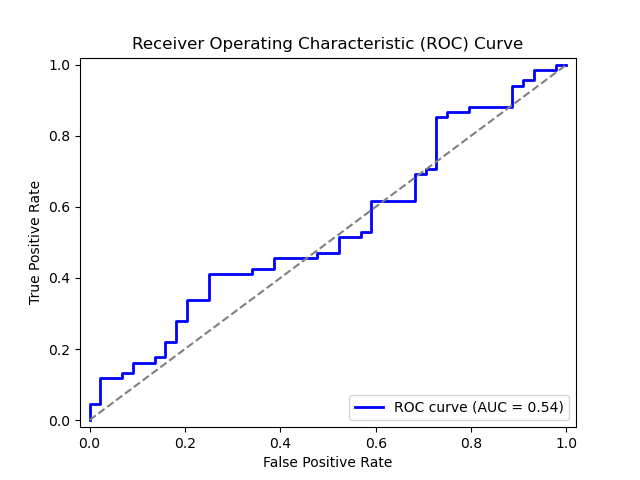 Receiver Operating Characteristic (ROC) Curve
1.0
0.8
0.6
0.4
0.2
0.0
True Positive Rate
ROC curve (AUC = 0.54)
0.0 0.2 0.4 0.6 0.8 1.0
False Positive Rate